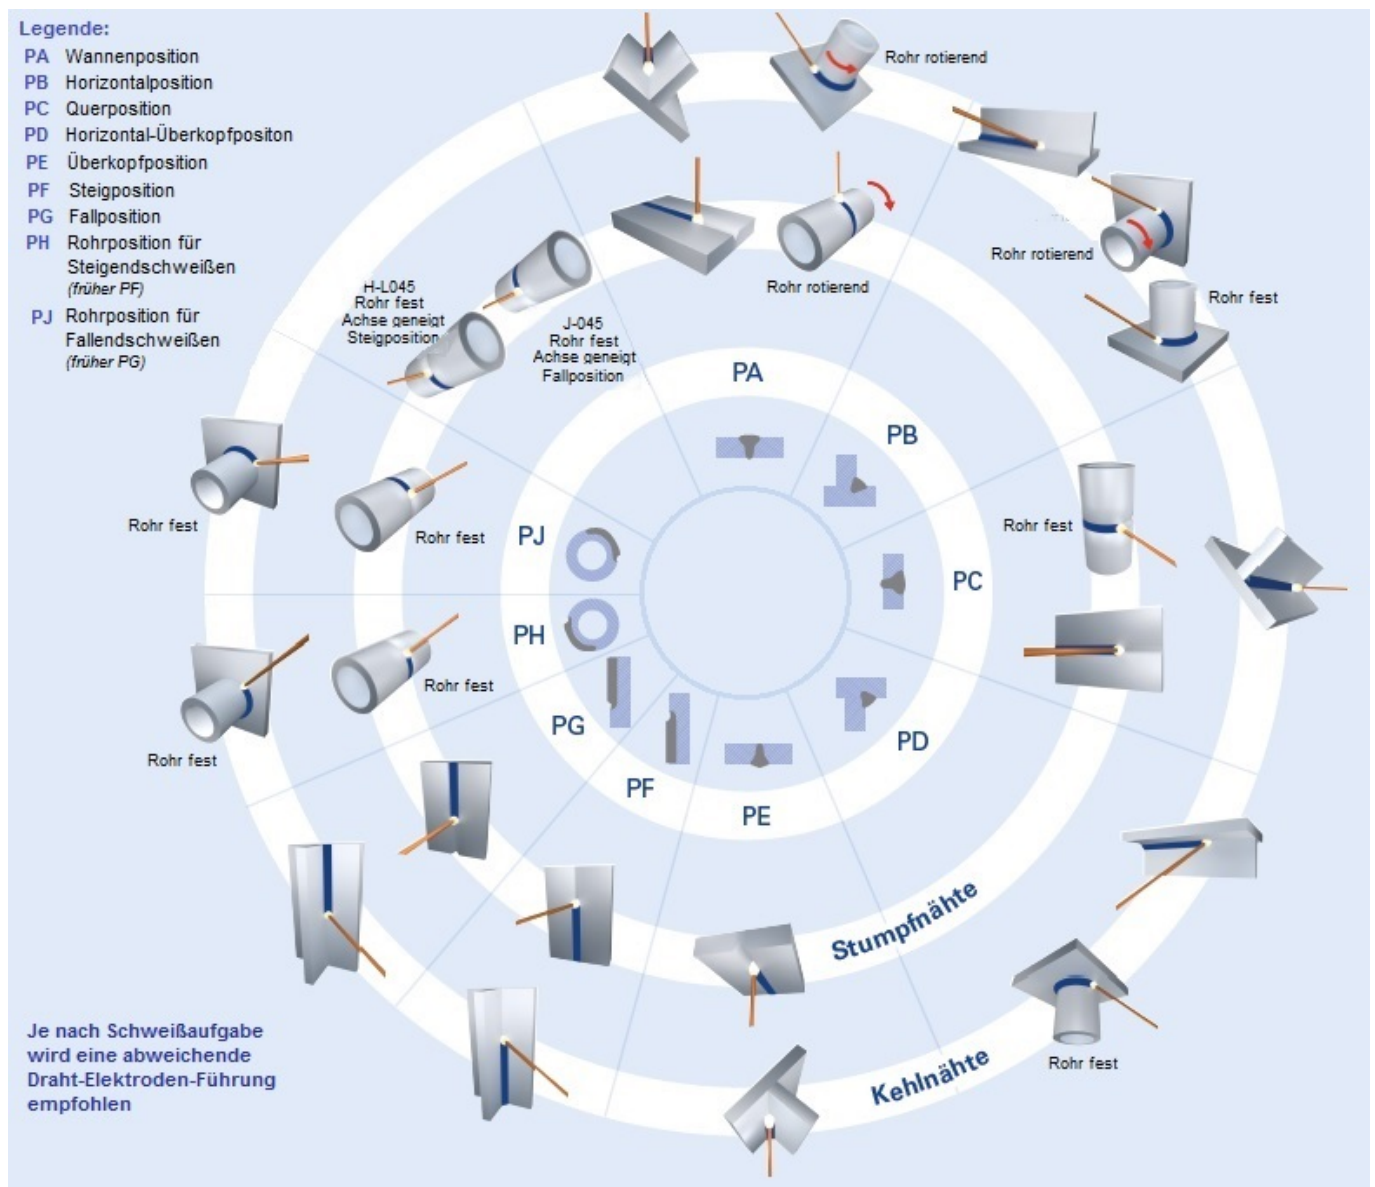 Legende:
PA Wannenposition
PB Horizontalposition
PC Querposition
PD Horizontal-Überkopfpositon
PE Überkopfposition
PF Steigposition
PG Fallposition
PH Rohrposition für
Steigendschweißen
(früher PF)
PJ Rohrposition für
Fallendschweißen
(früher PG)
Rohr rotierend
Rohr rotierend
Rohr rotierend
Rohr fest
H-L045
Rohr fest
Achse geneigt
Steigposition
J-045
Rohr fest
Achse geneigt
Fallposition
PA
PB
PC
PD
PE
PF
PG
PH
PJ
Rohr fest
Rohr fest
Rohr fest
Rohr fest
Rohr fest
Stumpfnähte
Kehlnähte
Rohr fest
Je nach Schweißaufgabe
wird eine abweichende
Draht-Elektroden-Führung
empfohlen